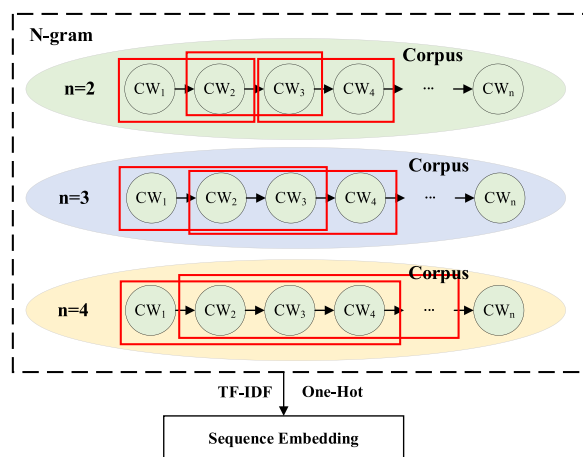 N-gram
Corpus
n=2 CW1 CW2 CW3 CW4 ... CWn
Corpus
n=3 CW1 CW2 CW3 CW4 ... CWn
Corpus
n=4 CW1 CW2 CW3 CW4 ... CWn
TF-IDF One-Hot
Sequence Embedding